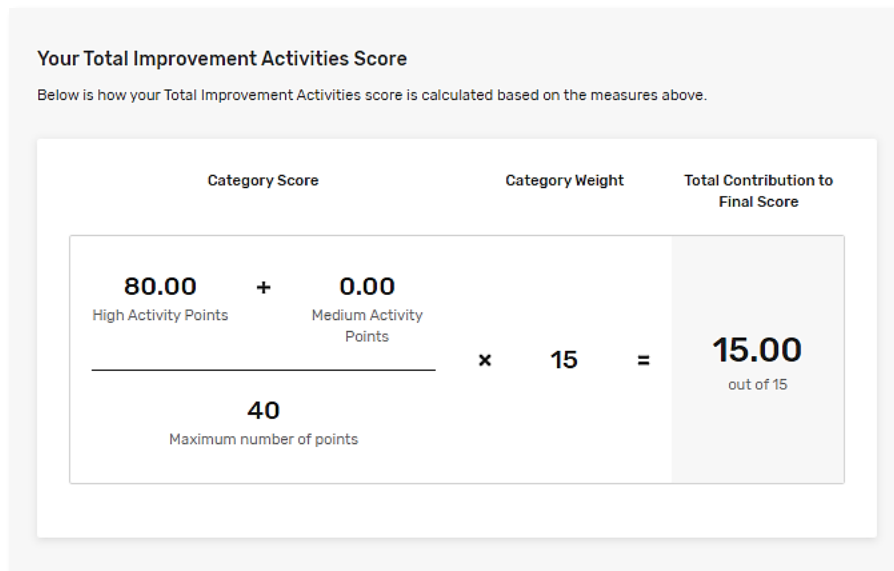 Your Total Improvement Activities Score
Below is how your Total Improvement Activities score is calculated based on the measures above.
Category Score
Category Weight
Total Contribution to
Final Score
80.00 + 0.00
High Activity Points
Medium Activity
Points
40
Maximum number of points
× 15 =
15.00
out of 15